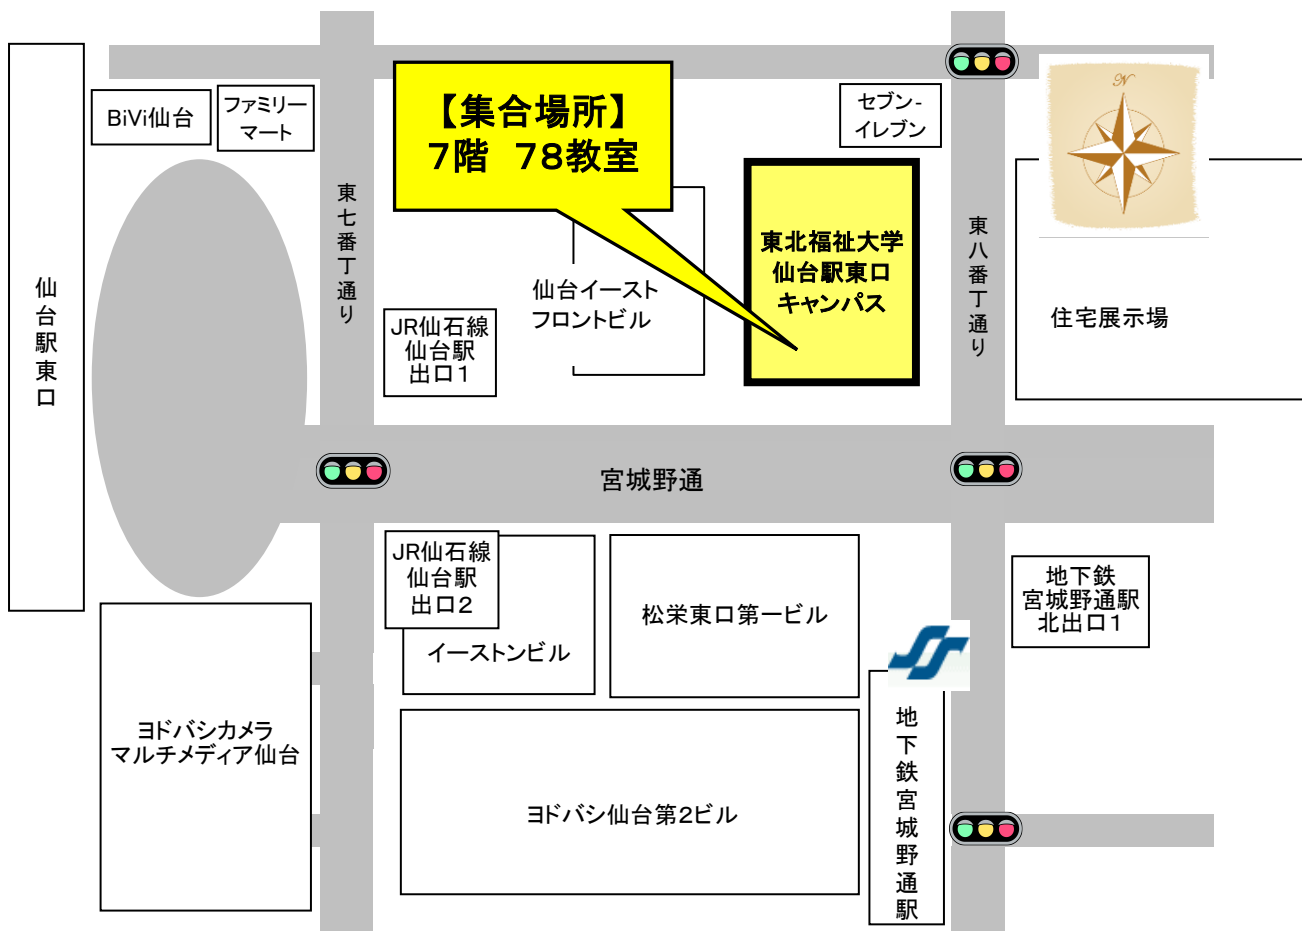 N
BiVi仙台
ファミリー
マート
【集合場所】
7階　78教室
セブン-
イレブン
東七番丁通り
東北福祉大学
仙台駅東口
キャンパス
東八番丁通り
仙台駅東口
仙台イースト
フロントビル
JR仙石線
仙台駅
出口1
住宅展示場
宮城野通
JR仙石線
仙台駅
出口2
イーストンビル
松栄東口第一ビル
地下鉄
宮城野通駅
北出口1
ヨドバシカメラ
マルチメディア仙台
ヨドバシ仙台第2ビル
地下鉄宮城野通駅